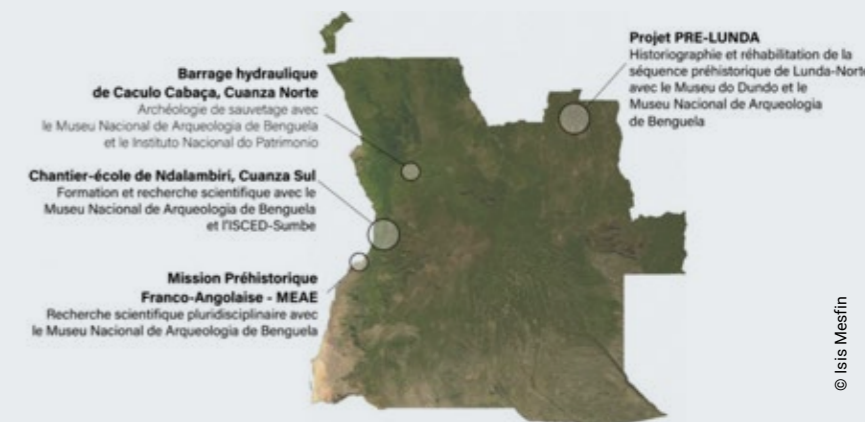 Barrage hydraulique
de Caculo Cabaça, Cuanza Norte
Archéologie de sauvetage avec
le Museu Nacional de Arqueologia de Benguela
et le Instituto Nacional do Patrimonio
Chantier-école de Ndalambiri, Cuanza Sul
Formation et recherche scientifique avec le
Museu Nacional de Arqueologia de Benguela
et l'ISCED-Sumbe
Mission Préhistorique
Franco-Angolaise - MEAE
Recherche scientifique pluridisciplinaire avec
le Museu Nacional de Arqueologia de Benguela
Projet PRE-LUNDA
Historiographie et réhabilitation de la
séquence préhistorique de Lunda-Norte
avec le Museu do Dundo et le
Museu Nacional de Arqueologia
de Benguela
© Isis Mesfin